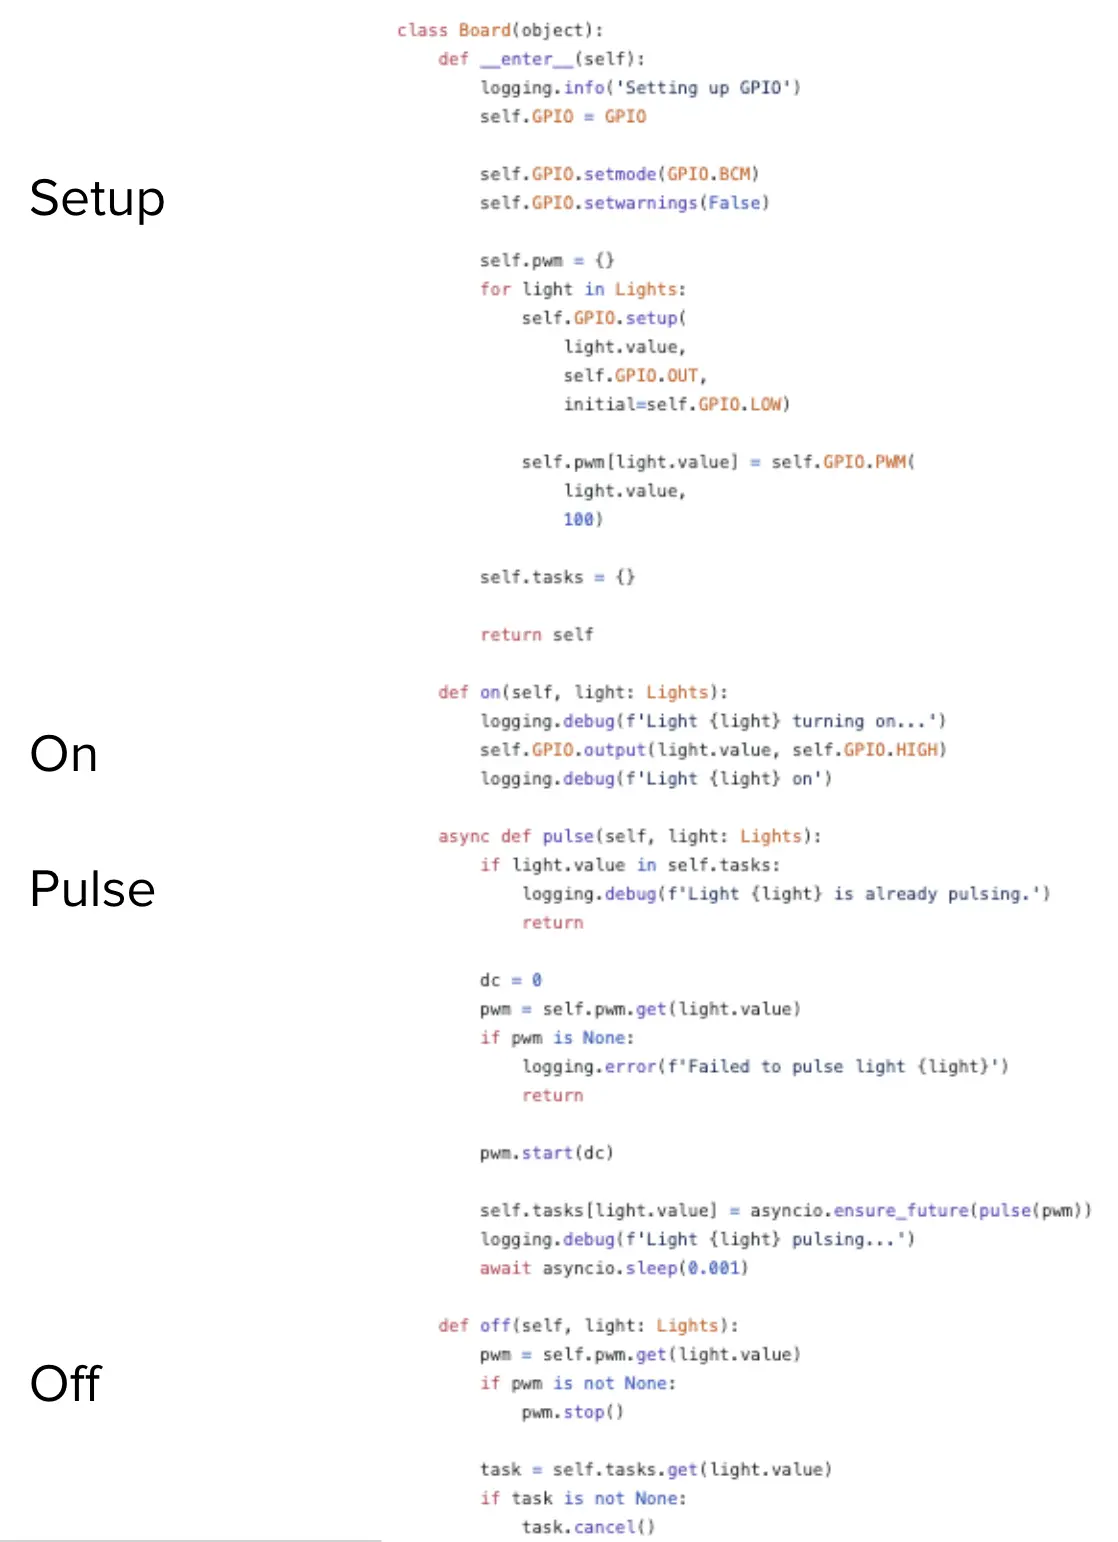 class Board(object):
    def __enter__(self):
        logging.info('Setting up GPIO')
        self.GPIO = GPIO

Setup
        self.GPIO.setmode(GPIO.BCM)
        self.GPIO.setwarnings(False)

        self.pwm = {}
        for light in Lights:
            self.GPIO.setup(
                light.value,
                self.GPIO.OUT,
                initial=self.GPIO.LOW)

            self.pwm[light.value] = self.GPIO.PWM(
                light.value,
                100)

        self.tasks = {}

        return self

On
    def on(self, light: Lights):
        logging.debug(f'Light {light} turning on...')
        self.GPIO.output(light.value, self.GPIO.HIGH)
        logging.debug(f'Light {light} on')

Pulse
    async def pulse(self, light: Lights):
        if light.value in self.tasks:
            logging.debug(f'Light {light} is already pulsing.')
            return

        dc = 0
        pwm = self.pwm.get(light.value)
        if pwm is None:
            logging.error(f'Failed to pulse light {light}')
            return

        pwm.start(dc)

        self.tasks[light.value] = asyncio.ensure_future(pulse(pwm))
        logging.debug(f'Light {light} pulsing...')
        await asyncio.sleep(0.001)

Off
    def off(self, light: Lights):
        pwm = self.pwm.get(light.value)
        if pwm is not None:
            pwm.stop()

        task = self.tasks.get(light.value)
        if task is not None:
            task.cancel()